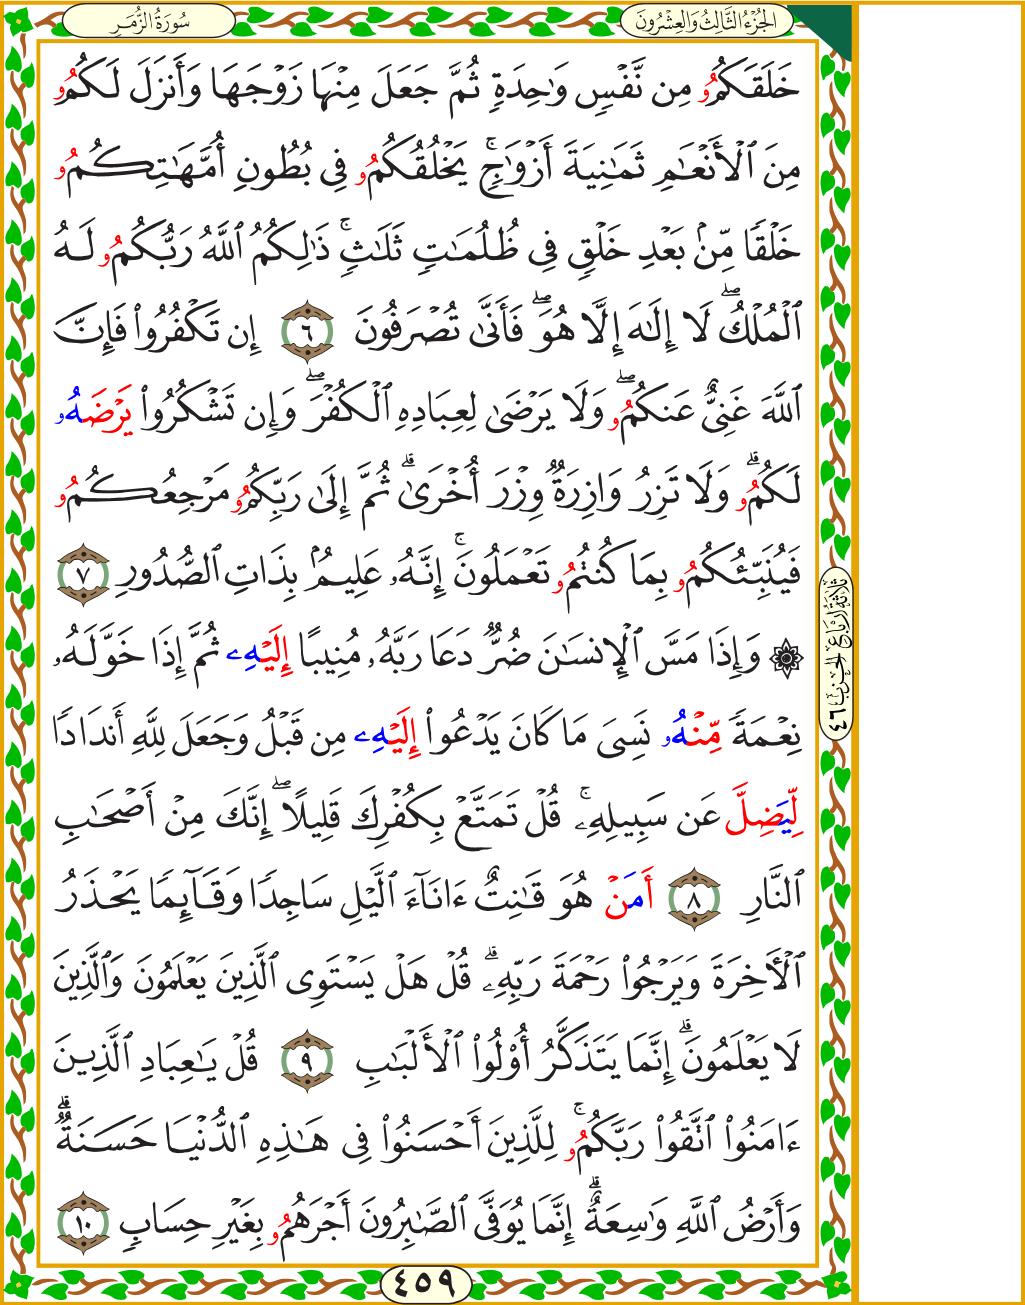 سُورَةُ الزُّمَرِ
الجُزْءُ الثَّالِثُ وَالعِشْرُونَ
خَلَقَكُمُۥ مِن نَّفْسٍ وَٰحِدَةٍ ثُمَّ جَعَلَ مِنْهَا زَوْجَهَا وَأَنزَلَ لَكُمُۥ
مِنَ ٱلْأَنْعَٰمِ ثَمَٰنِيَةَ أَزْوَٰجٍ ۚ يَخْلُقُكُمُۥ فِى بُطُونِ أُمَّهَٰتِكُمُۥ
خَلْقًا مِّنۢ بَعْدِ خَلْقٍ فِى ظُلُمَٰتٍ ثَلَٰثٍ ۚ ذَٰلِكُمُ ٱللَّهُ رَبُّكُمُۥ لَهُ
ٱلْمُلْكُ ۖ لَا إِلَٰهَ إِلَّا هُوَ ۖ فَأَنَّىٰ تُصْرَفُونَ ٦ إِن تَكْفُرُوا۟ فَإِنَّ
ٱللَّهَ غَنِىٌّ عَنكُمُۥ ۖ وَلَا يَرْضَىٰ لِعِبَادِهِ ٱلْكُفْرَ ۖ وَإِن تَشْكُرُوا۟ يَرْضَهُۥ
لَكُمُۥ ۗ وَلَا تَزِرُ وَازِرَةٌ وِزْرَ أُخْرَىٰ ۗ ثُمَّ إِلَىٰ رَبِّكُمُۥ مَرْجِعُكُمُۥ
فَيُنَبِّئُكُمُۥ بِمَا كُنتُمُۥ تَعْمَلُونَ ۚ إِنَّهُۥ عَلِيمٌۢ بِذَاتِ ٱلصُّدُورِ ٧
۞ وَإِذَا مَسَّ ٱلْإِنسَٰنَ ضُرٌّ دَعَا رَبَّهُۥ مُنِيبًا إِلَيْهِۦ ثُمَّ إِذَا خَوَّلَهُۥ
نِعْمَةً مِّنْهُۥ نَسِىَ مَا كَانَ يَدْعُوٓا۟ إِلَيْهِۦ مِن قَبْلُ وَجَعَلَ لِلَّهِ أَندَادًا
لِّيَضِلَّ عَن سَبِيلِهِۦ ۚ قُلْ تَمَتَّعْ بِكُفْرِكَ قَلِيلًا ۖ إِنَّكَ مِنْ أَصْحَٰبِ
ٱلنَّارِ ٨ أَمَنْ هُوَ قَٰنِتٌ ءَانَآءَ ٱلَّيْلِ سَاجِدًا وَقَآئِمًا يَحْذَرُ
ٱلْأَخِرَةَ وَيَرْجُوا۟ رَحْمَةَ رَبِّهِۦ ۗ قُلْ هَلْ يَسْتَوِى ٱلَّذِينَ يَعْلَمُونَ وَٱلَّذِينَ
لَا يَعْلَمُونَ ۗ إِنَّمَا يَتَذَكَّرُ أُو۟لُوا۟ ٱلْأَلْبَٰبِ ٩ قُلْ يَٰعِبَادِ ٱلَّذِينَ
ءَامَنُوا۟ ٱتَّقُوا۟ رَبَّكُمُۥ ۚ لِلَّذِينَ أَحْسَنُوا۟ فِى هَٰذِهِ ٱلدُّنْيَا حَسَنَةٌ ۗ
وَأَرْضُ ٱللَّهِ وَٰسِعَةٌ ۗ إِنَّمَا يُوَفَّى ٱلصَّٰبِرُونَ أَجْرَهُمُۥ بِغَيْرِ حِسَابٍ ١٠
ثَلَاثَةُ أَرْبَاعِ الحِزْبِ ٤٦
٤٥٩